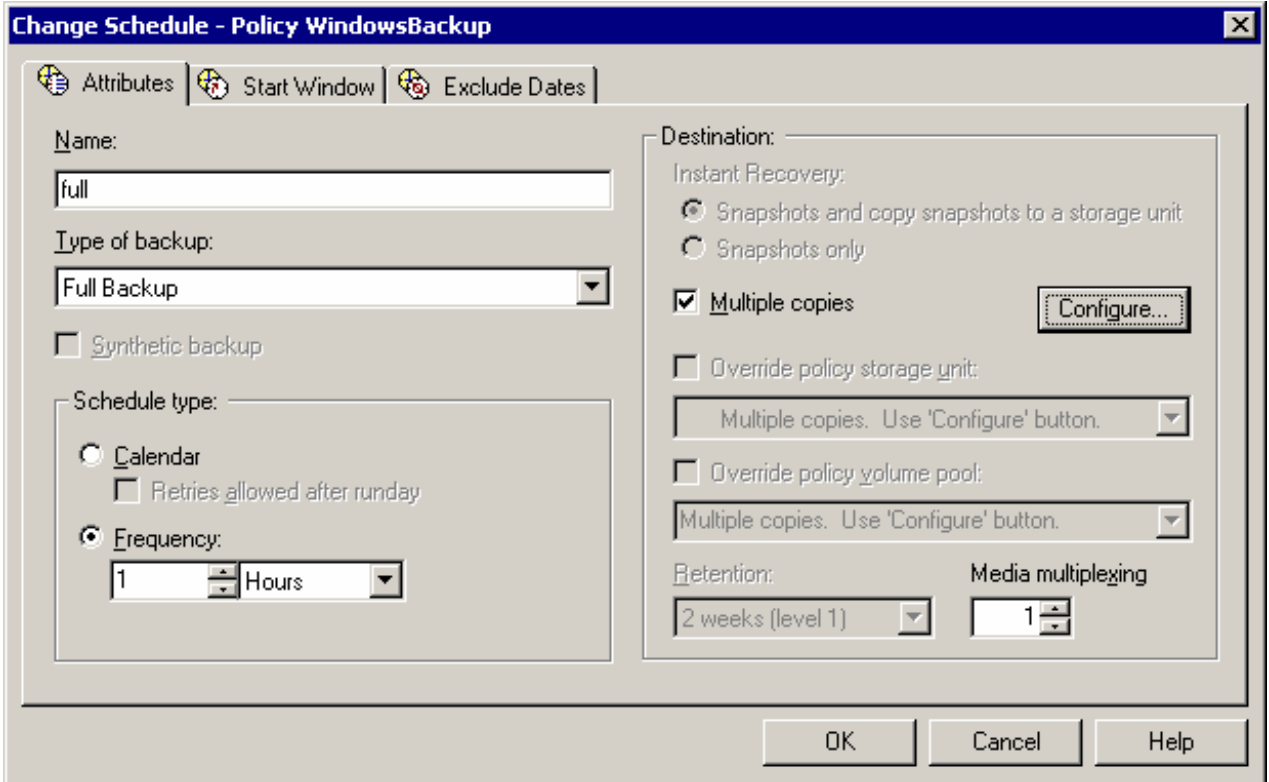 Change Schedule - Policy WindowsBackup
Attributes
Start Window
Exclude Dates
Name:
full
Type of backup:
Full Backup
Synthetic backup
Schedule type:
Calendar
Retries allowed after runday
Frequency:
1 Hours
Destination:
Instant Recovery:
Snapshots and copy snapshots to a storage unit
Snapshots only
Multiple copies
Configure...
Override policy storage unit:
Multiple copies. Use 'Configure' button.
Override policy volume pool:
Multiple copies. Use 'Configure' button.
Retention:
2 weeks (level 1)
Media multiplexing
1
OK
Cancel
Help